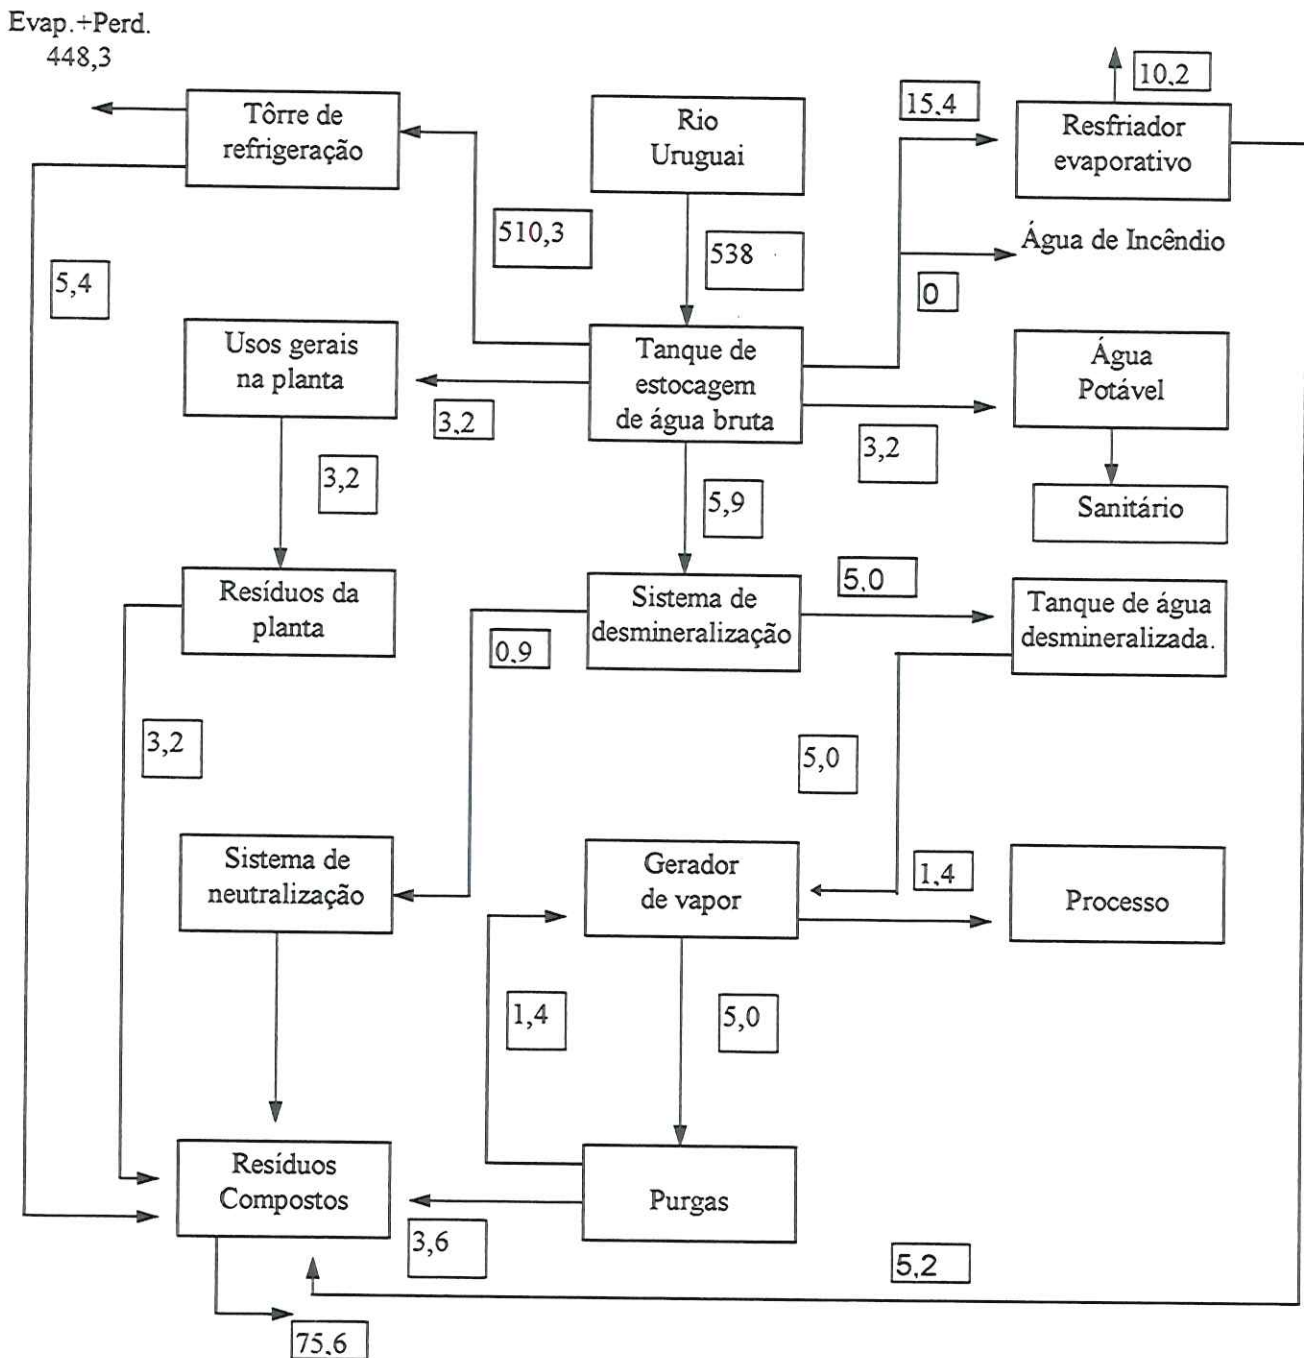 Evap.+Perd.
448,3
Tôrre de
refrigeração
Rio
Uruguai
15,4
10,2
Resfriador
evaporativo
510,3
538
Água de Incêndio
0
5,4
Usos gerais
na planta
3,2
Tanque de
estocagem
de água bruta
3,2
Água
Potável
3,2
5,9
Sanitário
Resíduos da
planta
Sistema de
desmineralização
5,0
Tanque de água
desmineralizada.
0,9
3,2
5,0
Sistema de
neutralização
Gerador
de vapor
1,4
Processo
1,4
5,0
Resíduos
Compostos
Purgas
3,6
5,2
75,6